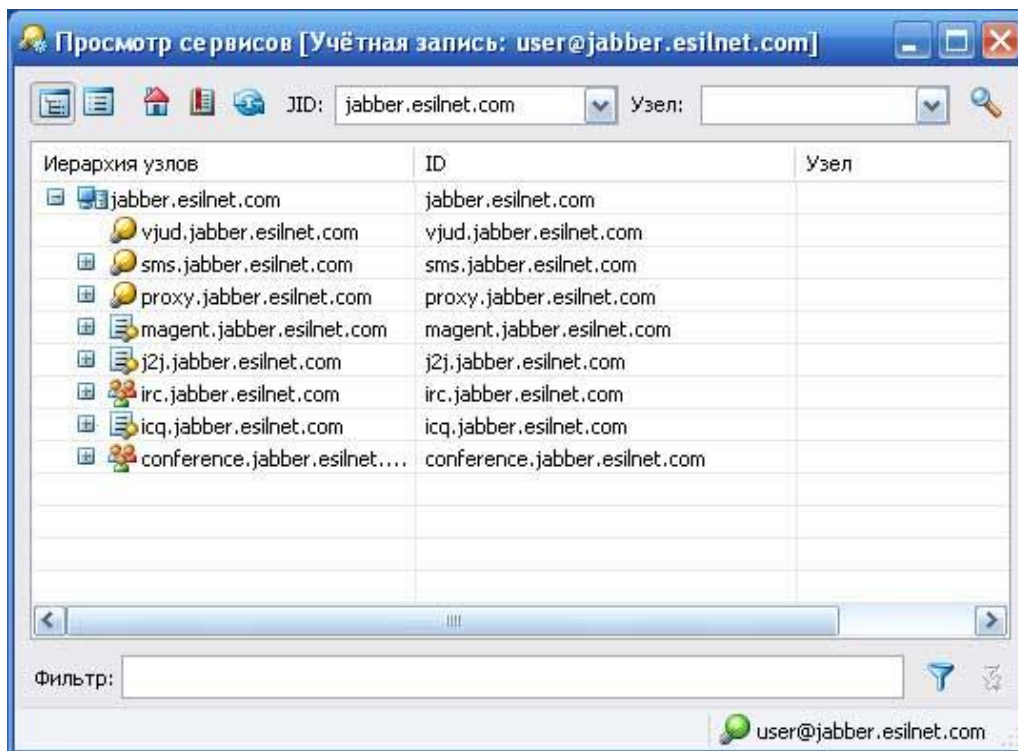 Просмотр сервисов [Учётная запись: user@jabber.esilnet.com]
JID: jabber.esilnet.com Узел:
Иерархия узлов ID Узел
jabber.esilnet.com jabber.esilnet.com
vjud.jabber.esilnet.com vjud.jabber.esilnet.com
sms.jabber.esilnet.com sms.jabber.esilnet.com
proxy.jabber.esilnet.com proxy.jabber.esilnet.com
magent.jabber.esilnet.com magent.jabber.esilnet.com
j2j.jabber.esilnet.com j2j.jabber.esilnet.com
irc.jabber.esilnet.com irc.jabber.esilnet.com
icq.jabber.esilnet.com icq.jabber.esilnet.com
conference.jabber.esilnet.... conference.jabber.esilnet.com
Фильтр:
user@jabber.esilnet.com